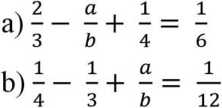 a) 2/3 − a/b + 1/4 = 1/6
b) 1/4 − 1/3 + a/b = 1/12